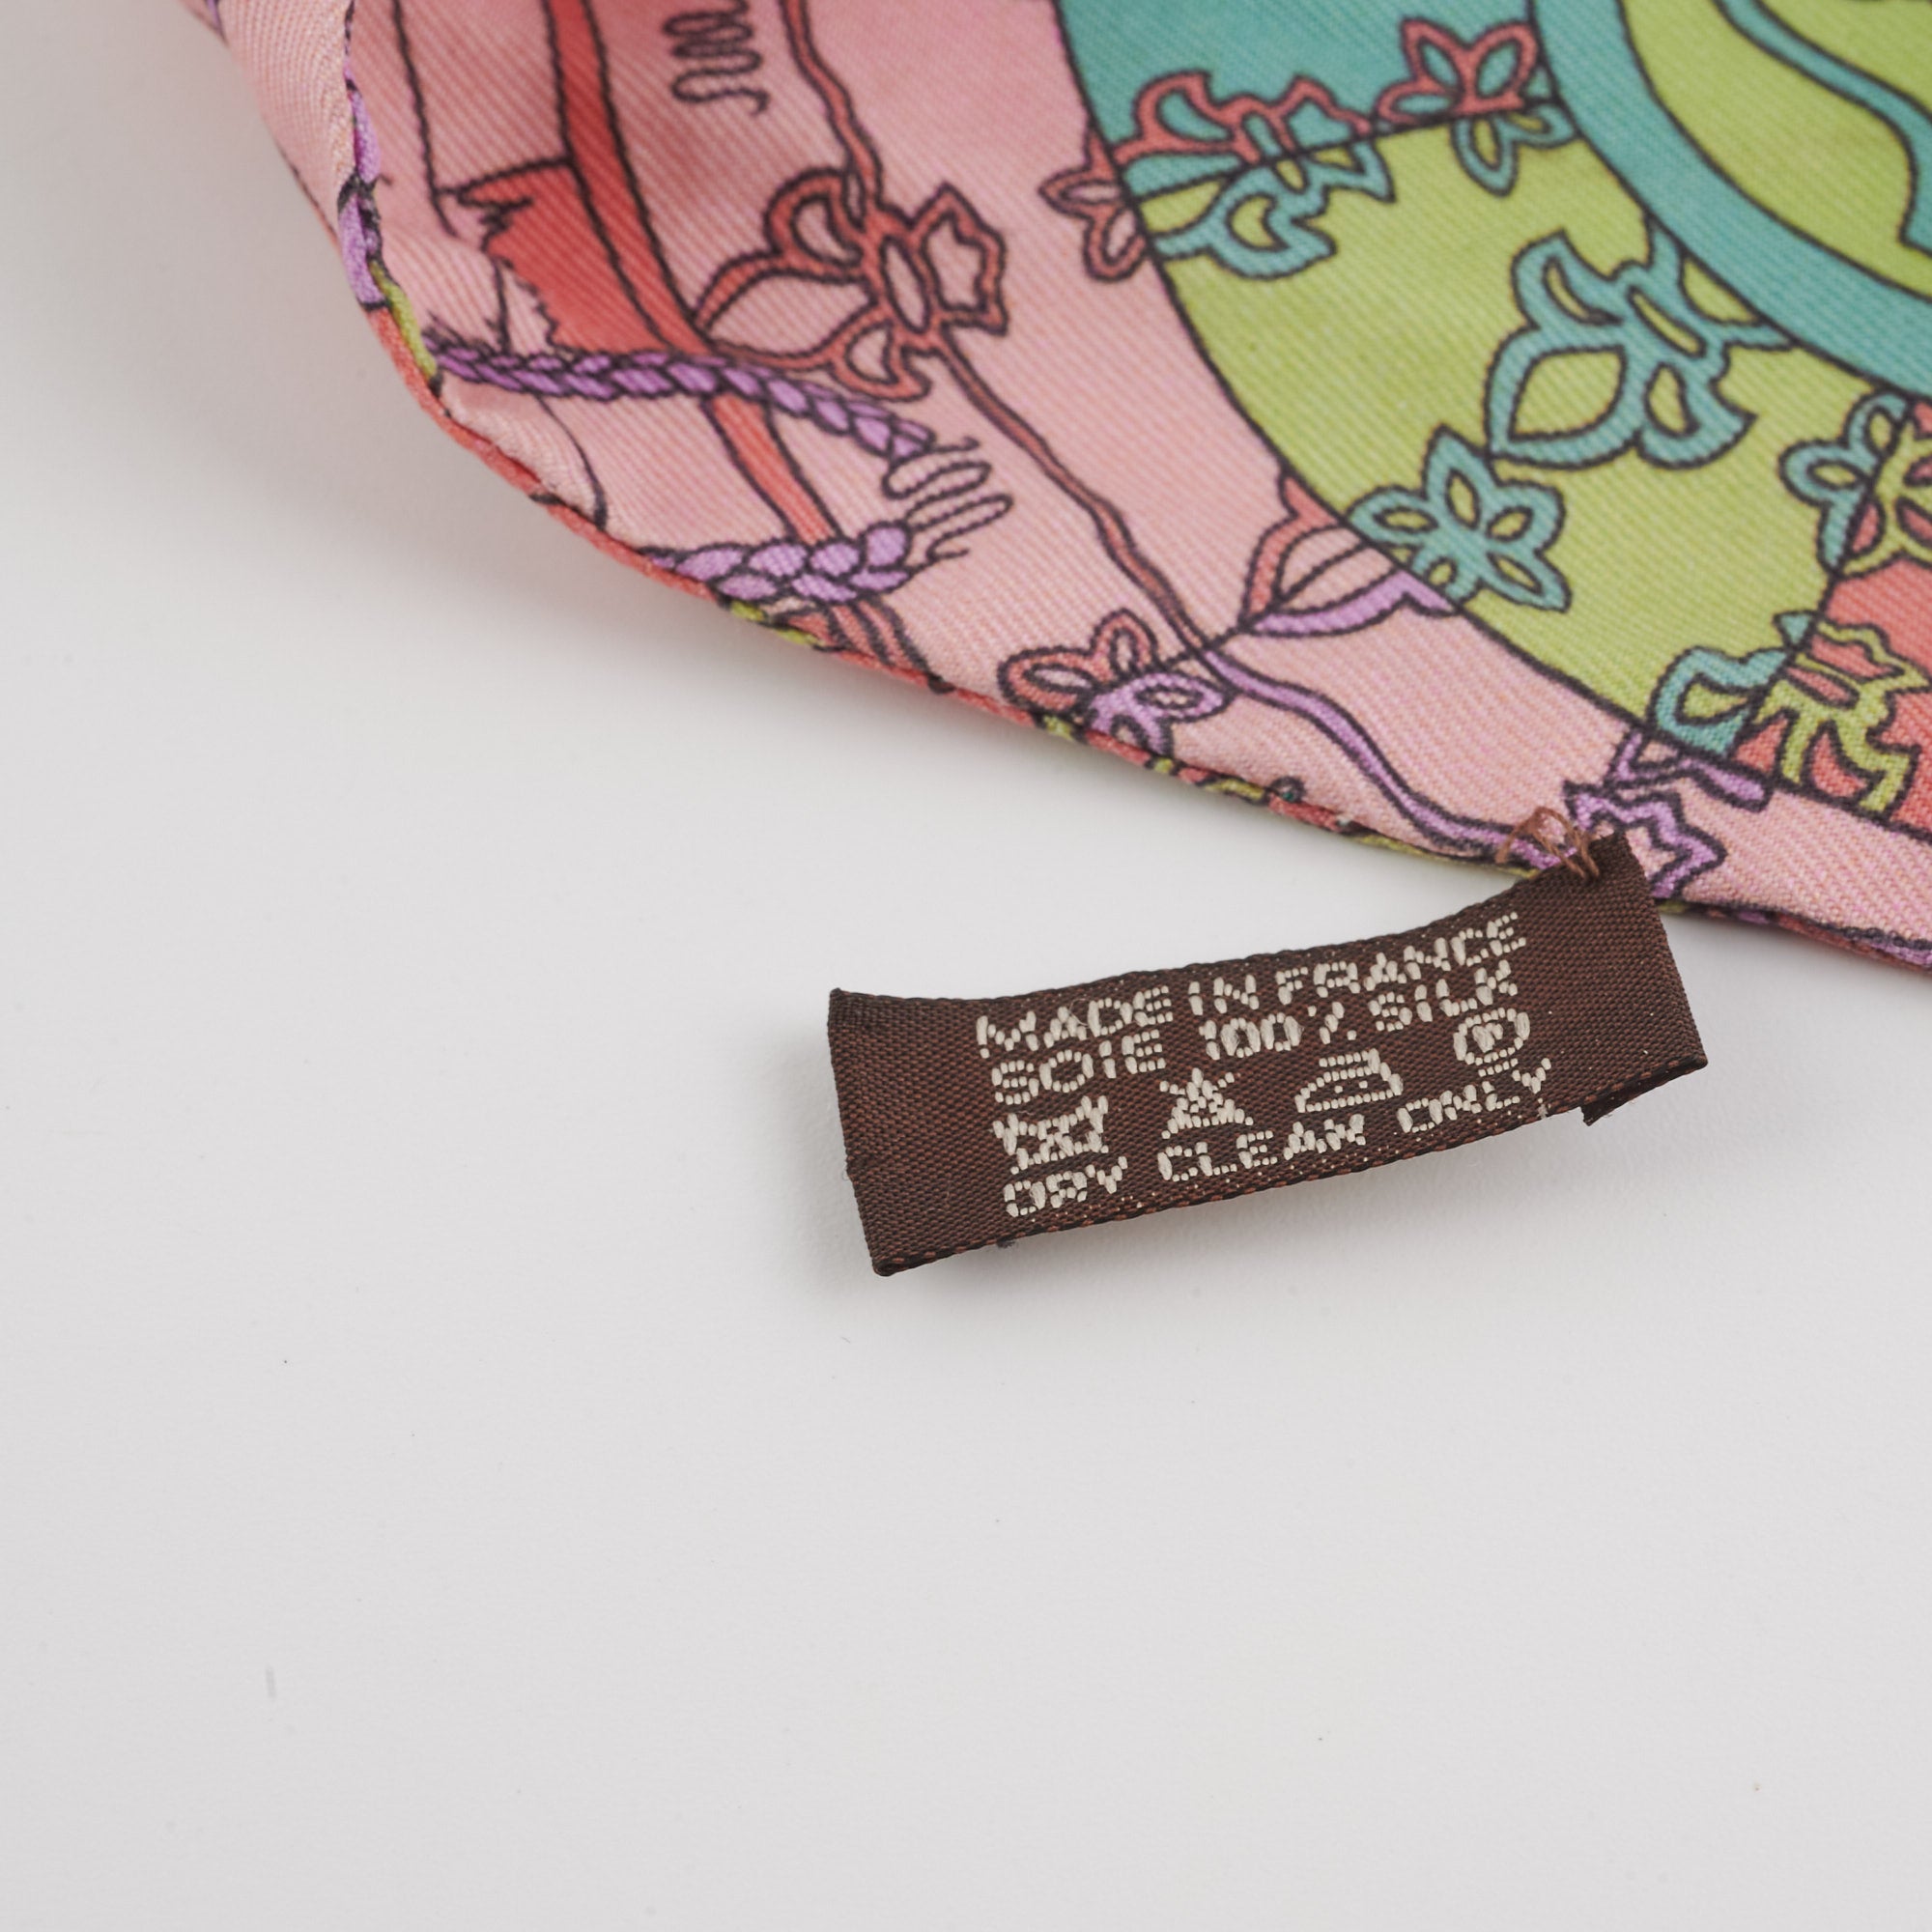 MADE IN FRANCE
SOIE 100% SILK
DRY CLEAN ONLY